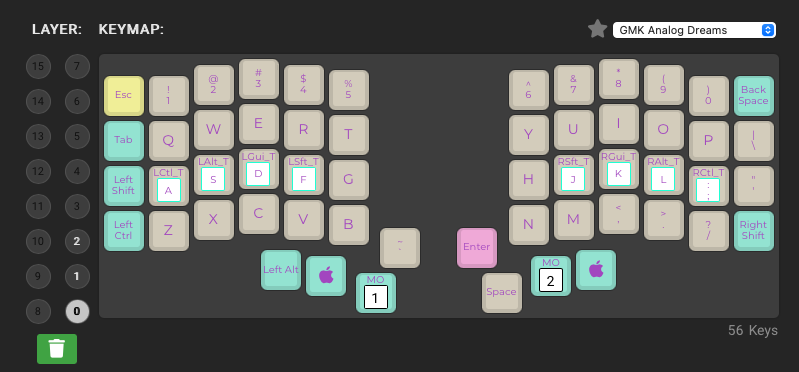 LAYER:
KEYMAP:
GMK Analog Dreams
15
7
14
6
13
5
12
4
11
3
10
2
9
1
8
0
Esc
!
1
@
2
#
3
$
4
%
5
^
6
&
7
*
8
(
9
)
0
Back
Space
Tab
Q
W
E
R
T
Y
U
I
O
P
|
\
Left
Shift
LCtl_T
A
LAlt_T
S
LGui_T
D
LSft_T
F
G
H
RSft_T
J
RGui_T
K
RAlt_T
L
RCtl_T
:
;
"
'
Left
Ctrl
Z
X
C
V
B
~
`
Enter
N
M
<
,
>
.
?
/
Right
Shift
Left Alt
MO
1
Space
MO
2
56 Keys